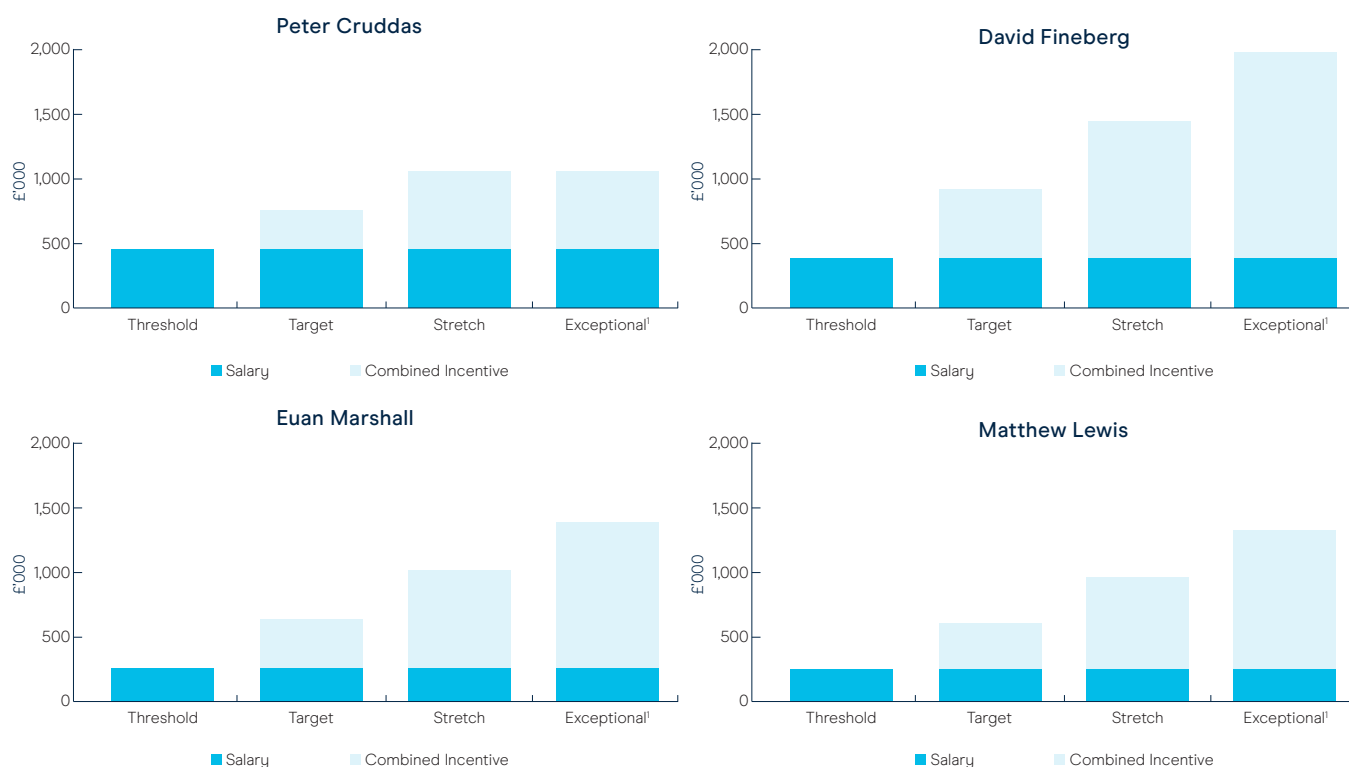 Peter Cruddas
2,000
1,500
1,000
500
0
£'000
Threshold Target Stretch Exceptional¹
Salary Combined Incentive
David Fineberg
2,000
1,500
1,000
500
0
£'000
Threshold Target Stretch Exceptional¹
Salary Combined Incentive
Euan Marshall
2,000
1,500
1,000
500
0
£'000
Threshold Target Stretch Exceptional¹
Salary Combined Incentive
Matthew Lewis
2,000
1,500
1,000
500
0
£'000
Threshold Target Stretch Exceptional¹
Salary Combined Incentive